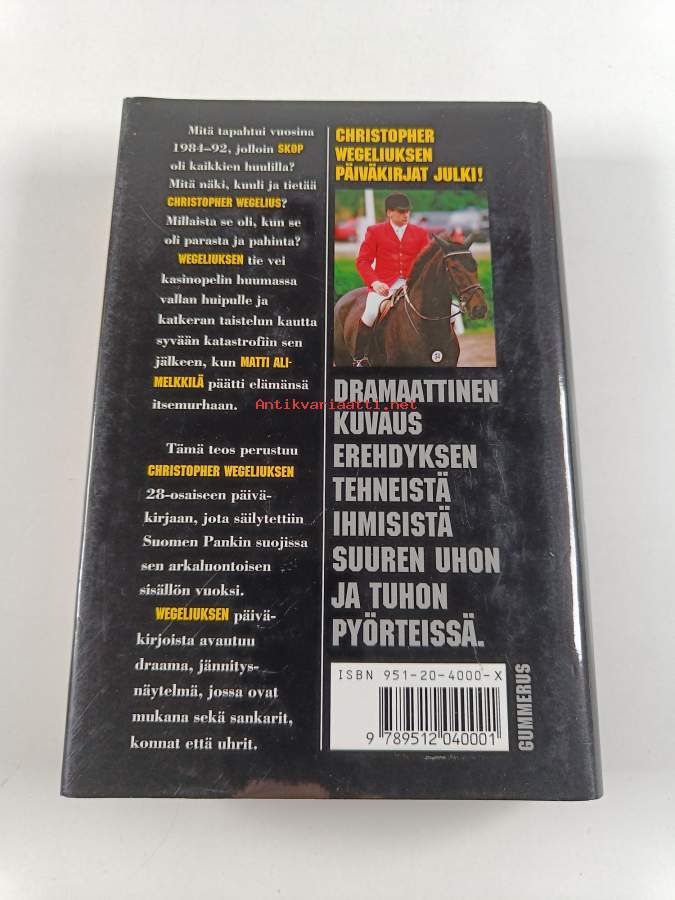 Mitä tapahtui vuosina
1984–92, jolloin SKOP
oli kaikkien huulilla?
Mitä näki, kuuli ja tietää
CHRISTOPHER WEGELIUS?
Millaista se oli, kun se
oli parasta ja pahinta?
WEGELIUKSEN tie vei
kasinopelin huumassa
vallan huipulle ja
katkeran taistelun kautta
syvään katastrofiin sen
jälkeen, kun MATTI ALI-
MELKKILÄ päätti elämänsä
itsemurhaan.
Tämä teos perustuu
CHRISTOPHER WEGELIUKSEN
28-osaiseen päivä-
kirjaan, jota säilytettiin
Suomen Pankin suojissa
sen arkaluontoisen
sisällön vuoksi.
WEGELIUKSEN päivä-
kirjoista avautuu
draama, jännitys-
näytelmä, jossa ovat
mukana sekä sankarit,
konnat että uhrit.
CHRISTOPHER
WEGELIUKSEN
PÄIVÄKIRJAT JULKI!
DRAMAATTINEN
KUVAUS
EREHDYKSEN
TEHNEISTÄ
IHMISISTÄ
SUUREN UHON
JA TUHON
PYÖRTEISSÄ.
ISBN 951-20-4000-X
9 789512 040001
GUMMERUS
Antikvariaatti.net